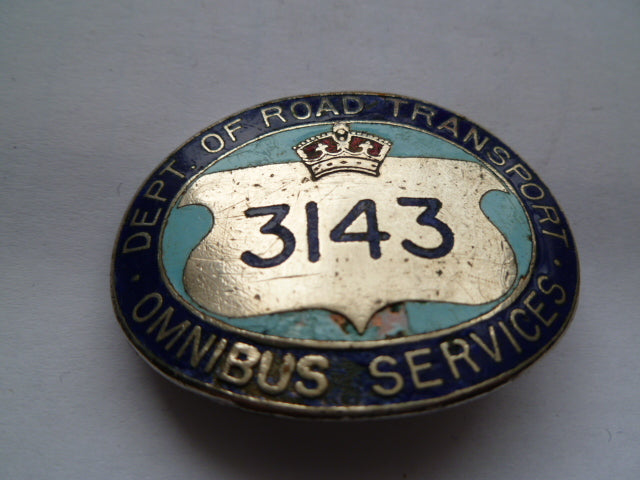 DEPT. OF ROAD TRANSPORT
3143
OMNIBUS SERVICES